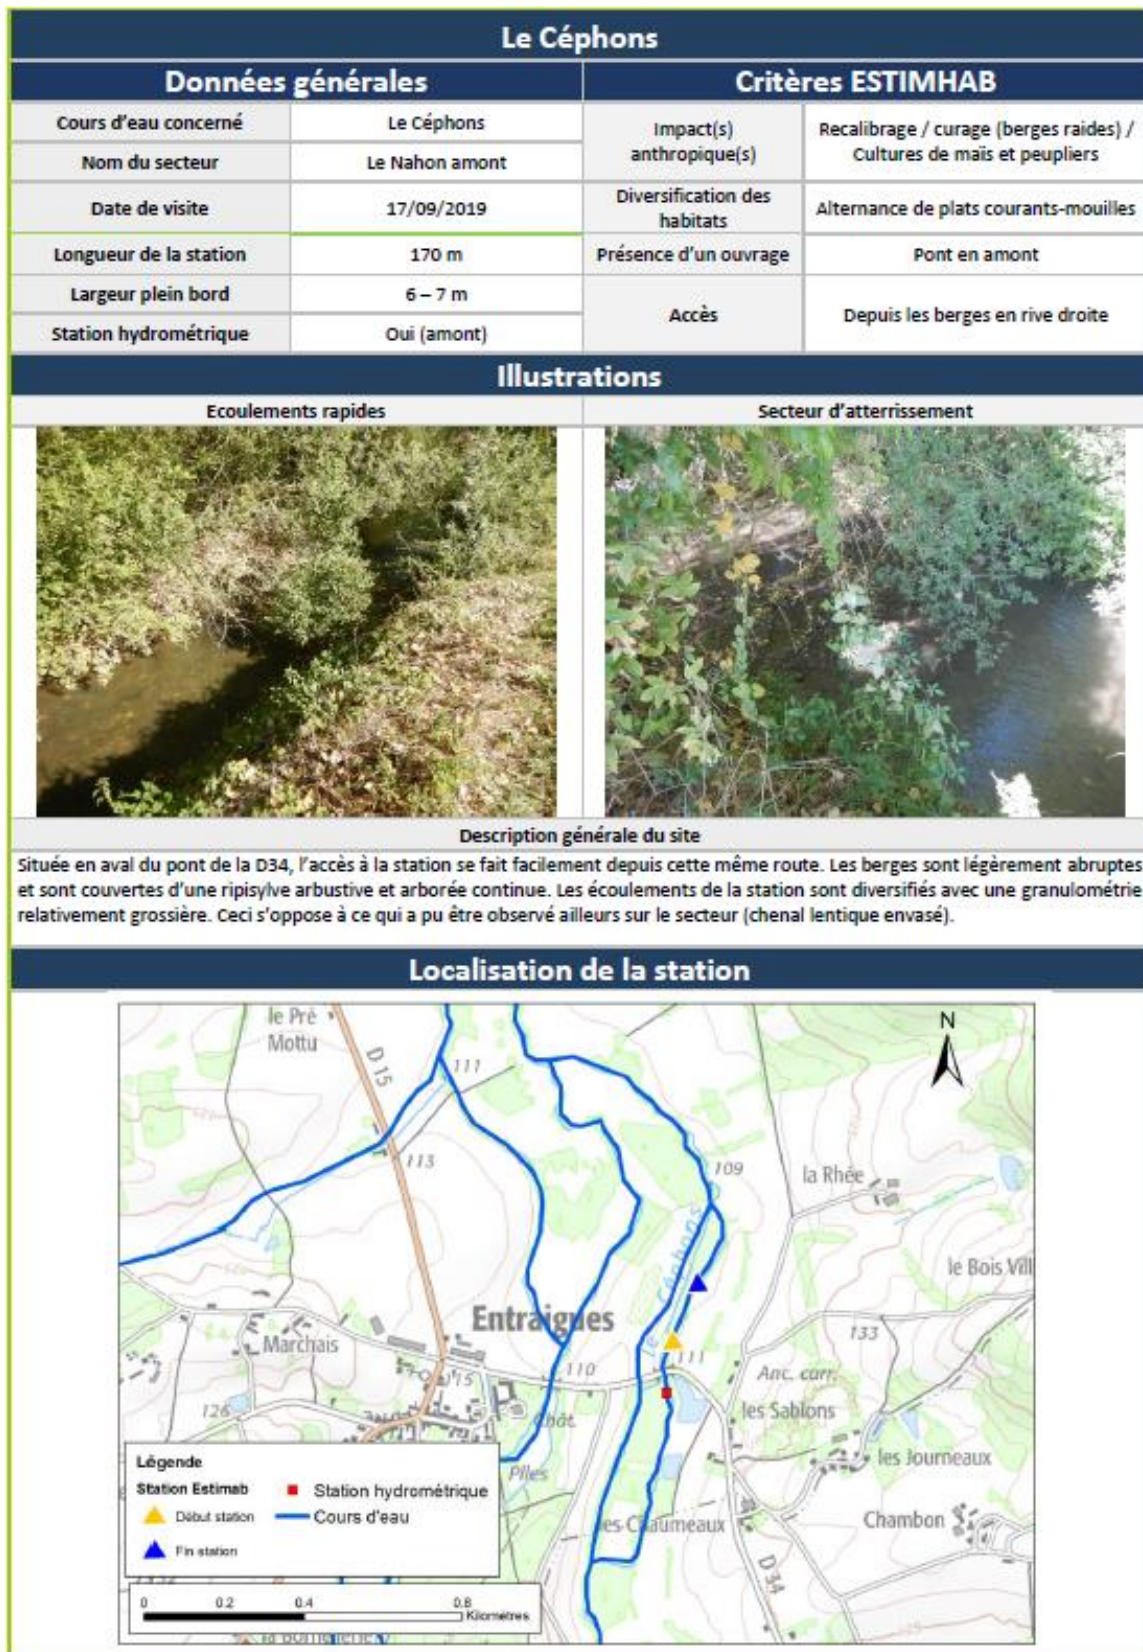 Le Céphons
Données générales
Critères ESTIMHAB
Cours d'eau concerné
Le Céphons
Nom du secteur
Le Nahon amont
Date de visite
17/09/2019
Longueur de la station
170 m
Largeur plein bord
6 – 7 m
Station hydrométrique
Oui (amont)
Impact(s)
anthropique(s)
Recalibrage / curage (berges raides) /
Cultures de maïs et peupliers
Diversification des
habitats
Alternance de plats courants-mouilles
Présence d'un ouvrage
Pont en amont
Accès
Depuis les berges en rive droite
Illustrations
Ecoulements rapides
Secteur d'atterrissement
Description générale du site
Située en aval du pont de la D34, l'accès à la station se fait facilement depuis cette même route. Les berges sont légèrement abruptes
et sont couvertes d'une ripisylve arbustive et arborée continue. Les écoulements de la station sont diversifiés avec une granulométrie
relativement grossière. Ceci s'oppose à ce qui a pu être observé ailleurs sur le secteur (chenal lentique envasé).
Localisation de la station
le Pré
Mottu
D 15
111
N
113
109
la Rhée
le Céphons
le Bois Vill
Entraigues
Marchais
133
110
111
Anc. carr.
115
126
Chât.
les Sablons
Piles
les Journeaux
les Chaumeaux
Chambon
D 34
Légende
Station Estimab
Station hydrométrique
Début station
Cours d'eau
Fin station
0 0.2 0.4 0.8
Kilomètres